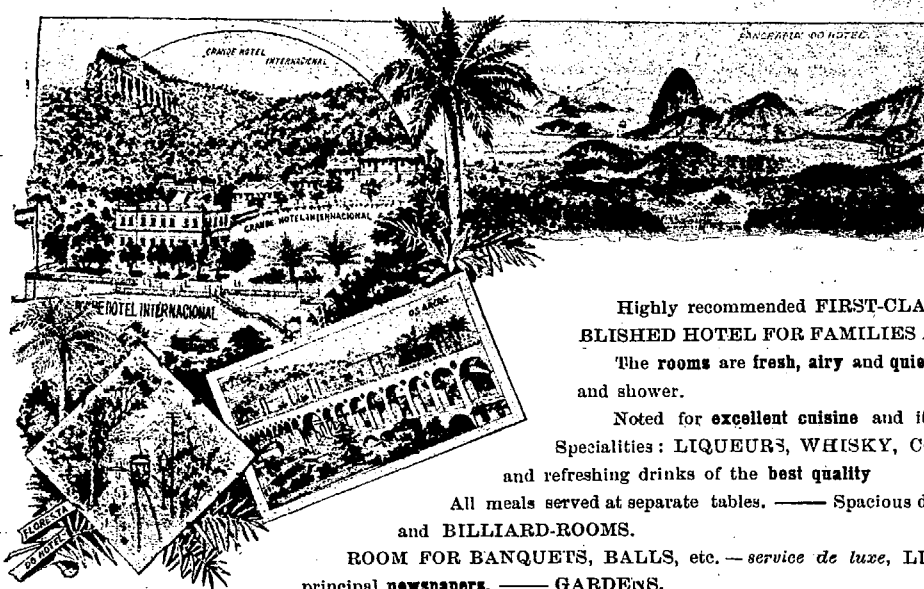 GRANDE HOTEL
INTERNACIONAL
PANORAMA DO HOTEL
GRANDE HOTEL INTERNACIONAL
HOTEL INTERNACIONAL
OS ARCOS
FLORESTA
DO HOTEL
Highly recommended FIRST-CLA
BLISHED HOTEL FOR FAMILIES
The rooms are fresh, airy and quie
and shower.
Noted for excellent cuisine and i
Specialities: LIQUEURS, WHISKY, C
and refreshing drinks of the best quality
All meals served at separate tables. —— Spacious d
and BILLIARD-ROOMS.
ROOM FOR BANQUETS, BALLS, etc. — service de luxe, LI
principal newspapers. —— GARDENS.